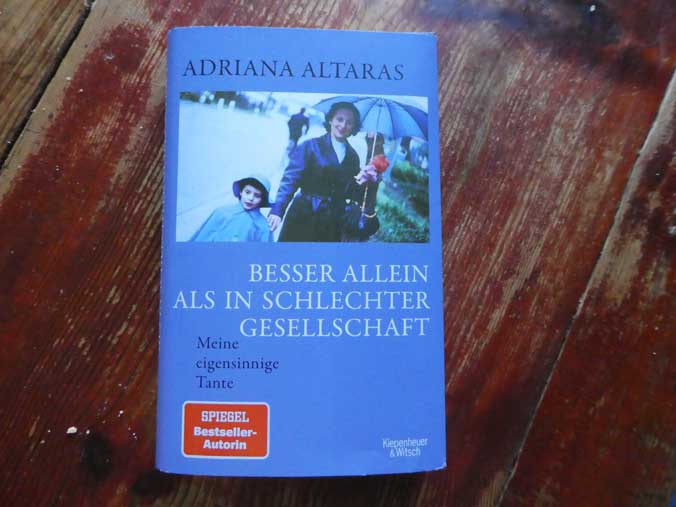 ADRIANA ALTARAS
BESSER ALLEIN
ALS IN SCHLECHTER
GESELLSCHAFT
Meine
eigensinnige
Tante
SPIEGEL
Bestseller-
Autorin
Kiepenheuer
& Witsch